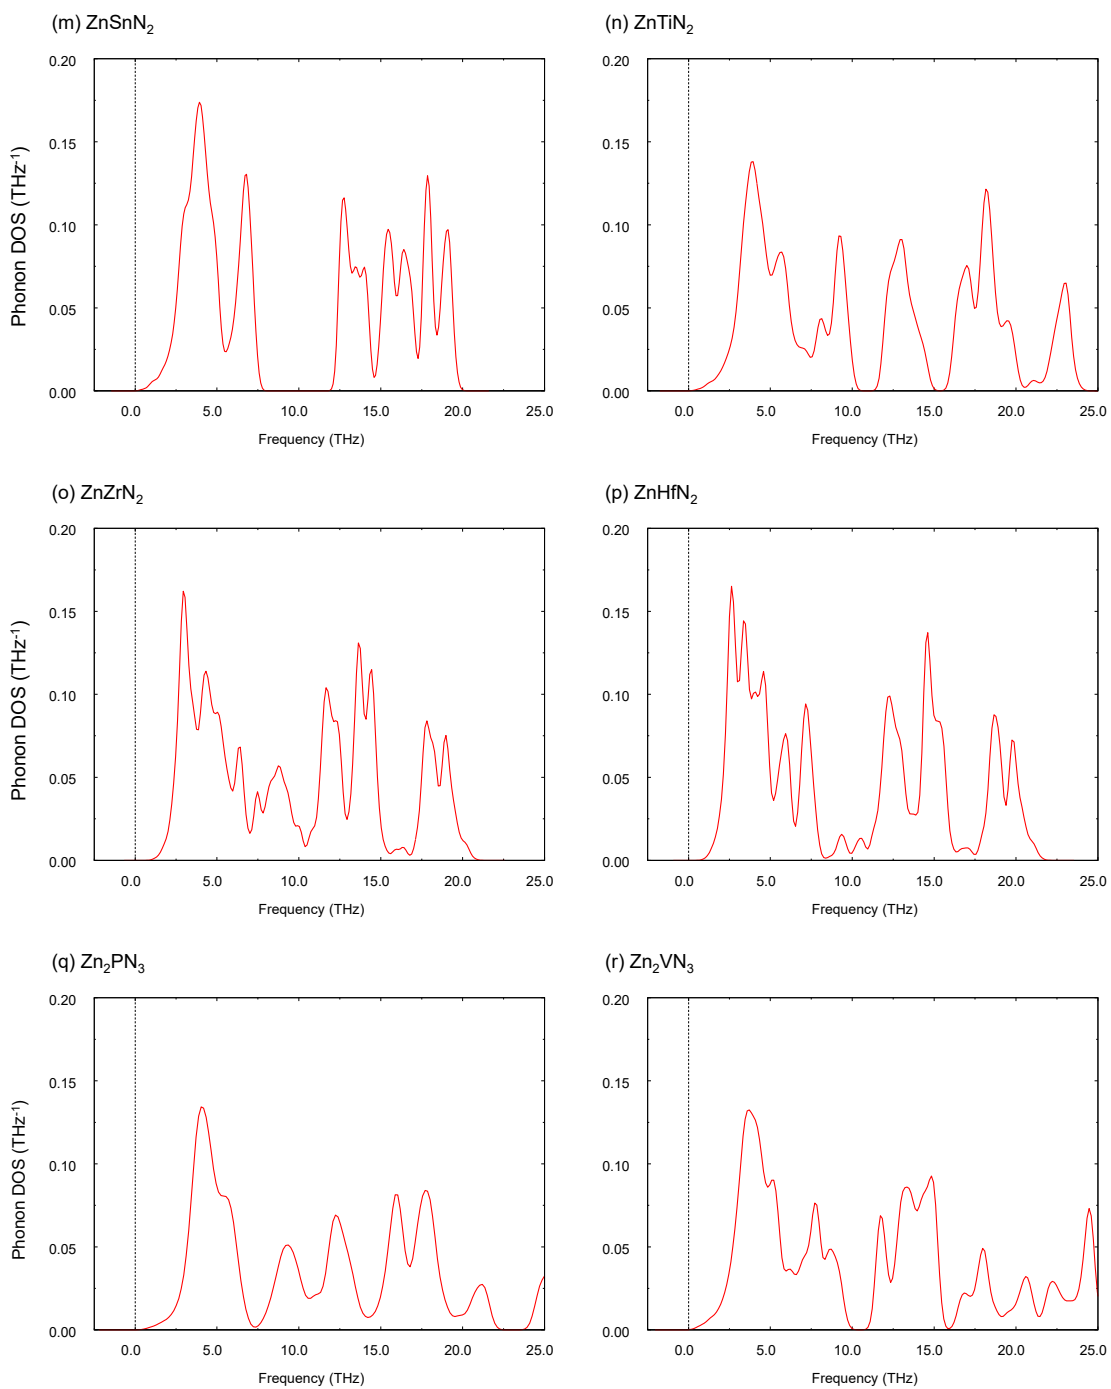 (m) ZnSnN₂
(n) ZnTiN₂
0.20
0.15
0.10
0.05
0.00
Phonon DOS (THz⁻¹)
0.0 5.0 10.0 15.0 20.0 25.0
Frequency (THz)
0.20
0.15
0.10
0.05
0.00
0.0 5.0 10.0 15.0 20.0 25.0
Frequency (THz)
(o) ZnZrN₂
(p) ZnHfN₂
0.20
0.15
0.10
0.05
0.00
Phonon DOS (THz⁻¹)
0.0 5.0 10.0 15.0 20.0 25.0
Frequency (THz)
0.20
0.15
0.10
0.05
0.00
0.0 5.0 10.0 15.0 20.0 25.0
Frequency (THz)
(q) Zn₂PN₃
(r) Zn₂VN₃
0.20
0.15
0.10
0.05
0.00
Phonon DOS (THz⁻¹)
0.0 5.0 10.0 15.0 20.0 25.0
Frequency (THz)
0.20
0.15
0.10
0.05
0.00
0.0 5.0 10.0 15.0 20.0 25.0
Frequency (THz)